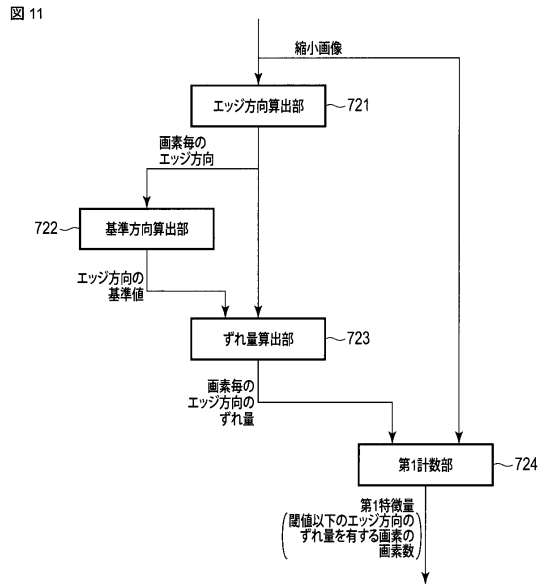 図 11
縮小画像
エッジ方向算出部
721
画素毎の
エッジ方向
722
基準方向算出部
エッジ方向の
基準値
ずれ量算出部
723
画素毎の
エッジ方向の
ずれ量
第1計数部
724
第1特徴量
(閾値以下のエッジ方向の
ずれ量を有する画素の
画素数)